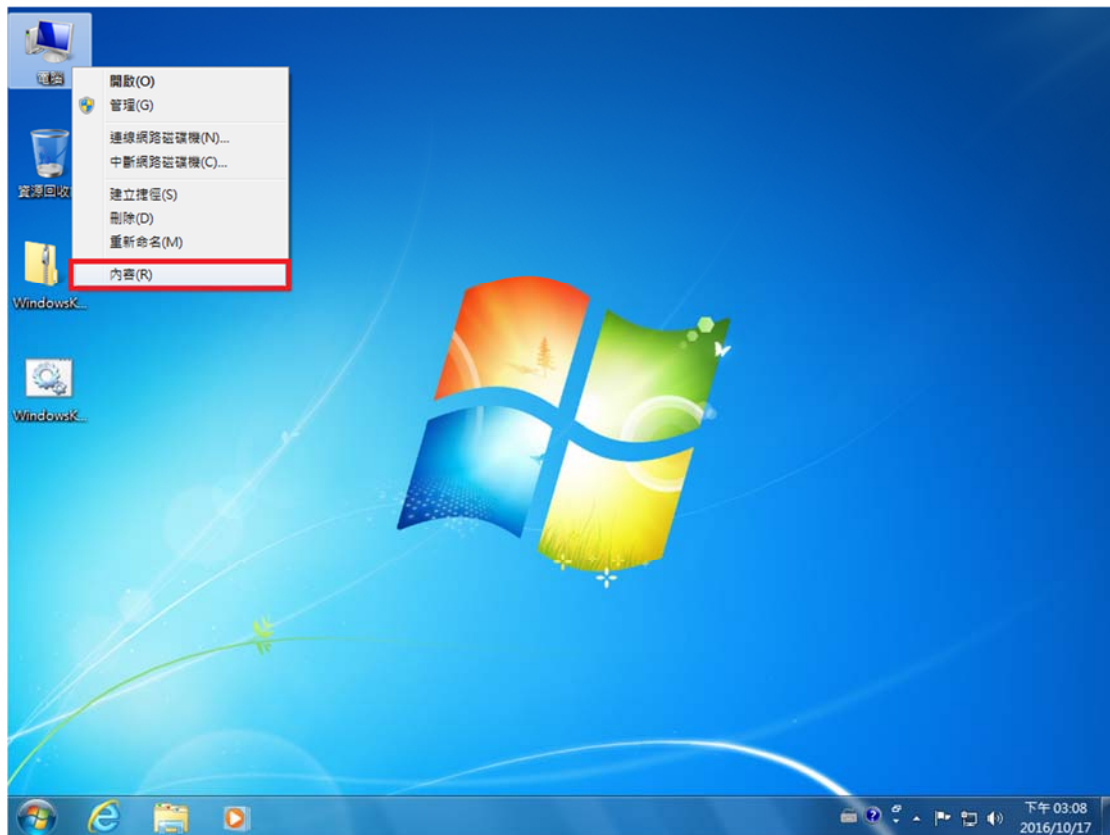 電腦
開啟(O)
管理(G)
連線網路磁碟機(N)...
中斷網路磁碟機(C)...
資源回收
建立捷徑(S)
刪除(D)
重新命名(M)
內容(R)
WindowsK...
WindowsK...
下午 03:08
2016/10/17